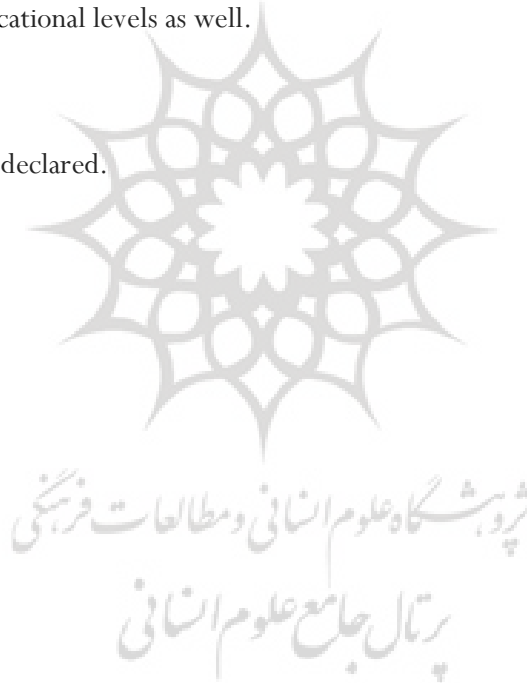 cational levels as well.
declared.
پژوهشگاه علوم انسانی و مطالعات فرهنگی
پرتال جامع علوم انسانی